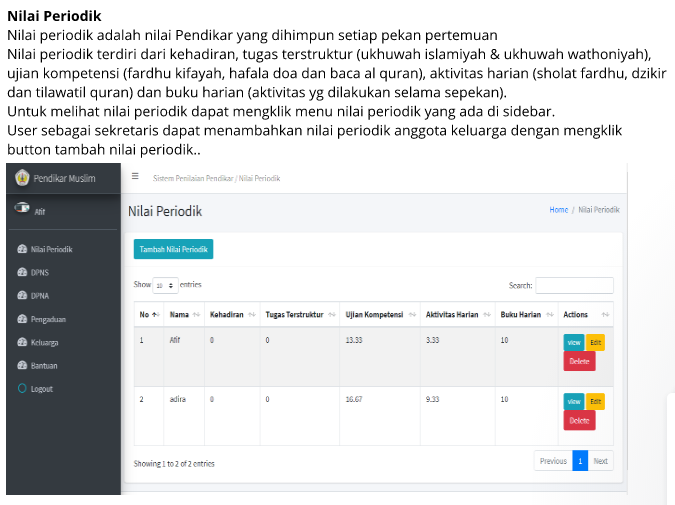 Nilai Periodik
Nilai periodik adalah nilai Pendikar yang dihimpun setiap pekan pertemuan
Nilai periodik terdiri dari kehadiran, tugas terstruktur (ukhuwah islamiyah & ukhuwah wathoniyah),
ujian kompetensi (fardhu kifayah, hafala doa dan baca al quran), aktivitas harian (sholat fardhu, dzikir
dan tilawatil quran) dan buku harian (aktivitas yg dilakukan selama sepekan).
Untuk melihat nilai periodik dapat mengklik menu nilai periodik yang ada di sidebar.
User sebagai sekretaris dapat menambahkan nilai periodik anggota keluarga dengan mengklik
button tambah nilai periodik..
Pendikar Muslim
Sistem Penilaian Pendikar / Nilai Periodik
Afif
Nilai Periodik
Home / Nilai Periodik
Nilai Periodik
DPNS
DPNA
Pengaduan
Keluarga
Bantuan
Logout
Tambah Nilai Periodik
Show 10 entries
Search:
No Nama Kehadiran Tugas Terstruktur Ujian Kompetensi Aktivitas Harian Buku Harian Actions
1 Afif 0 0 13.33 3.33 10 view Edit
Delete
2 adira 0 0 16.67 9.33 10 view Edit
Delete
Showing 1 to 2 of 2 entries
Previous 1 Next